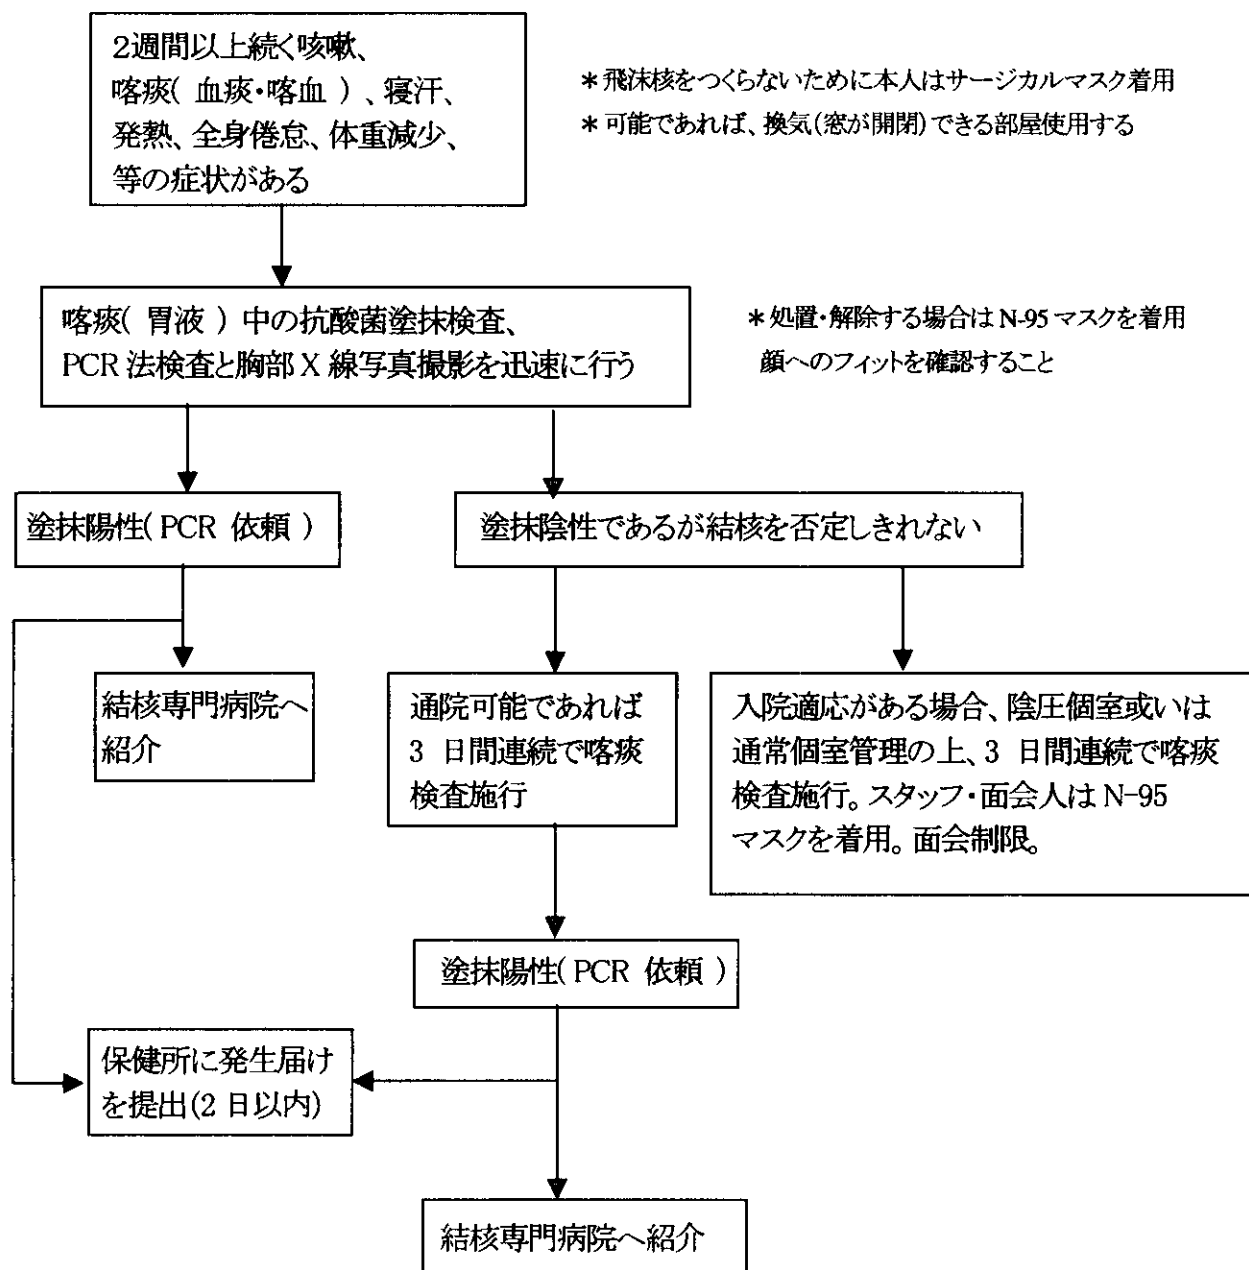 2週間以上続く咳嗽、
喀痰( 血痰・喀血 ) 、寝汗、
発熱、全身倦怠、体重減少、
等の症状がある
＊飛沫核をつくらないために本人はサージカルマスク着用
＊可能であれば、換気(窓が開閉)できる部屋使用する
喀痰( 胃液 ) 中の抗酸菌塗抹検査、
PCR 法検査と胸部 X 線写真撮影を迅速に行う
＊処置・解除する場合は N-95 マスクを着用
顔へのフィットを確認すること
塗抹陽性( PCR 依頼 )
塗抹陰性であるが結核を否定しきれない
結核専門病院へ
紹介
通院可能であれば
3 日間連続で喀痰
検査施行
入院適応がある場合、陰圧個室或いは
通常個室管理の上、3 日間連続で喀痰
検査施行。スタッフ・面会人は N-95
マスクを着用。面会制限。
塗抹陽性( PCR 依頼 )
保健所に発生届け
を提出(2 日以内)
結核専門病院へ紹介